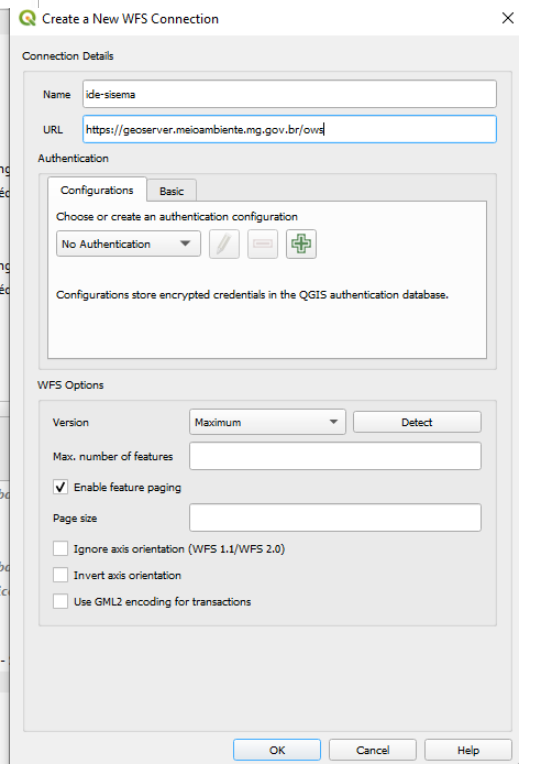 Create a New WFS Connection
Connection Details
Name ide-sisema
URL https://geoserver.meioambiente.mg.gov.br/ows
Authentication
Configurations Basic
Choose or create an authentication configuration
No Authentication
Configurations store encrypted credentials in the QGIS authentication database.
WFS Options
Version Maximum Detect
Max. number of features
Enable feature paging
Page size
Ignore axis orientation (WFS 1.1/WFS 2.0)
Invert axis orientation
Use GML2 encoding for transactions
OK Cancel Help